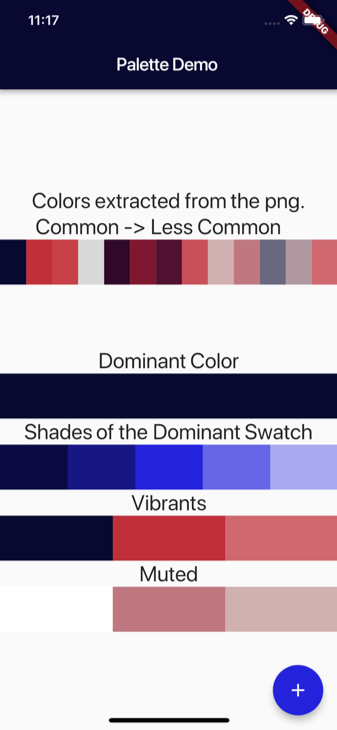 11:17
DEBUG
Palette Demo
Colors extracted from the png.
Common -> Less Common
Dominant Color
Shades of the Dominant Swatch
Vibrants
Muted
+